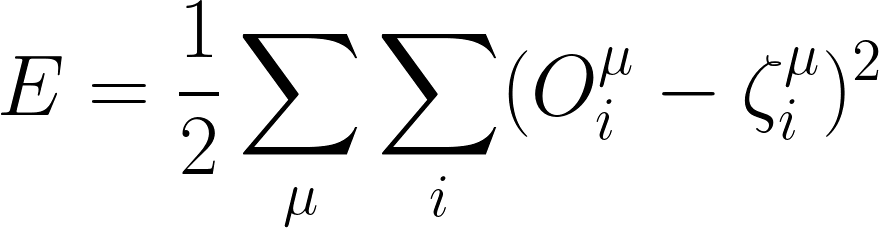 E = \frac{1}{2} \sum_{\mu} \sum_{i} (O_i^{\mu} - \zeta_i^{\mu})^2